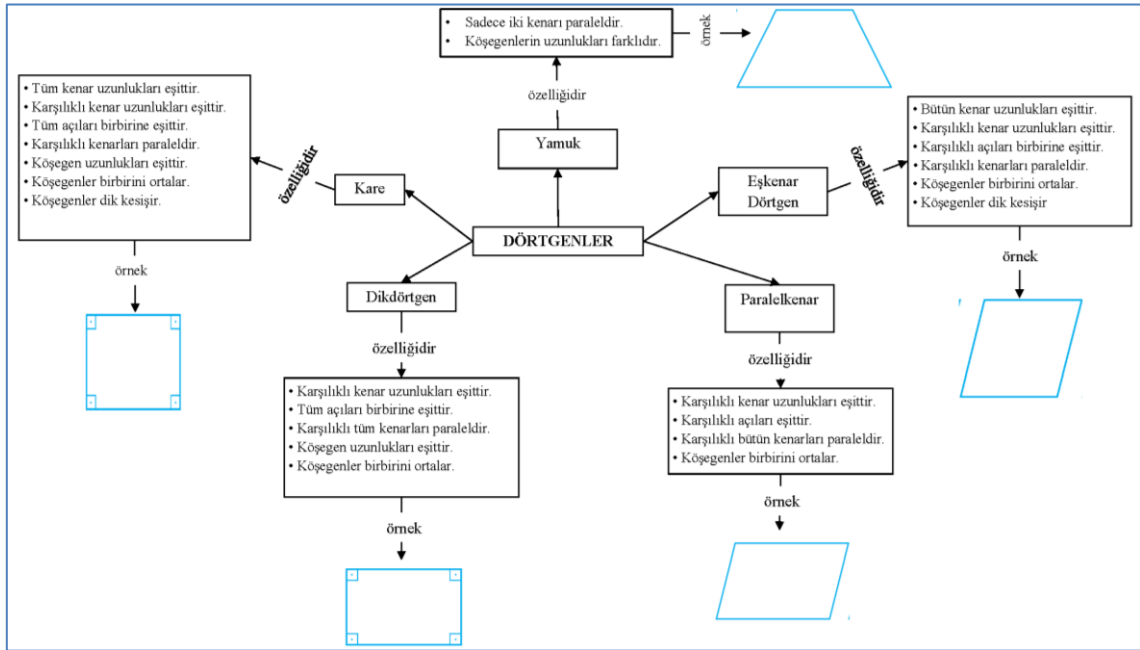 • Sadece iki kenarı paraleldir.
• Köşegenlerin uzunlukları farklıdır.
örnek
özelliğidir
Yamuk
• Tüm kenar uzunlukları eşittir.
• Karşılıklı kenar uzunlukları eşittir.
• Tüm açıları birbirine eşittir.
• Karşılıklı kenarları paraleldir.
• Köşegen uzunlukları eşittir.
• Köşegenler birbirini ortalar.
• Köşegenler dik kesişir.
özelliğidir
Kare
örnek
• Bütün kenar uzunlukları eşittir.
• Karşılıklı kenar uzunlukları eşittir.
• Karşılıklı açıları birbirine eşittir.
• Karşılıklı kenarları paraleldir.
• Köşegenler birbirini ortalar.
• Köşegenler dik kesişir
özelliğidir
Eşkenar
Dörtgen
örnek
DÖRTGENLER
Dikdörtgen
özelliğidir
• Karşılıklı kenar uzunlukları eşittir.
• Tüm açıları birbirine eşittir.
• Karşılıklı tüm kenarları paraleldir.
• Köşegen uzunlukları eşittir.
• Köşegenler birbirini ortalar.
örnek
Paralelkenar
özelliğidir
• Karşılıklı kenar uzunlukları eşittir.
• Karşılıklı açıları eşittir.
• Karşılıklı bütün kenarları paraleldir.
• Köşegenler birbirini ortalar.
örnek